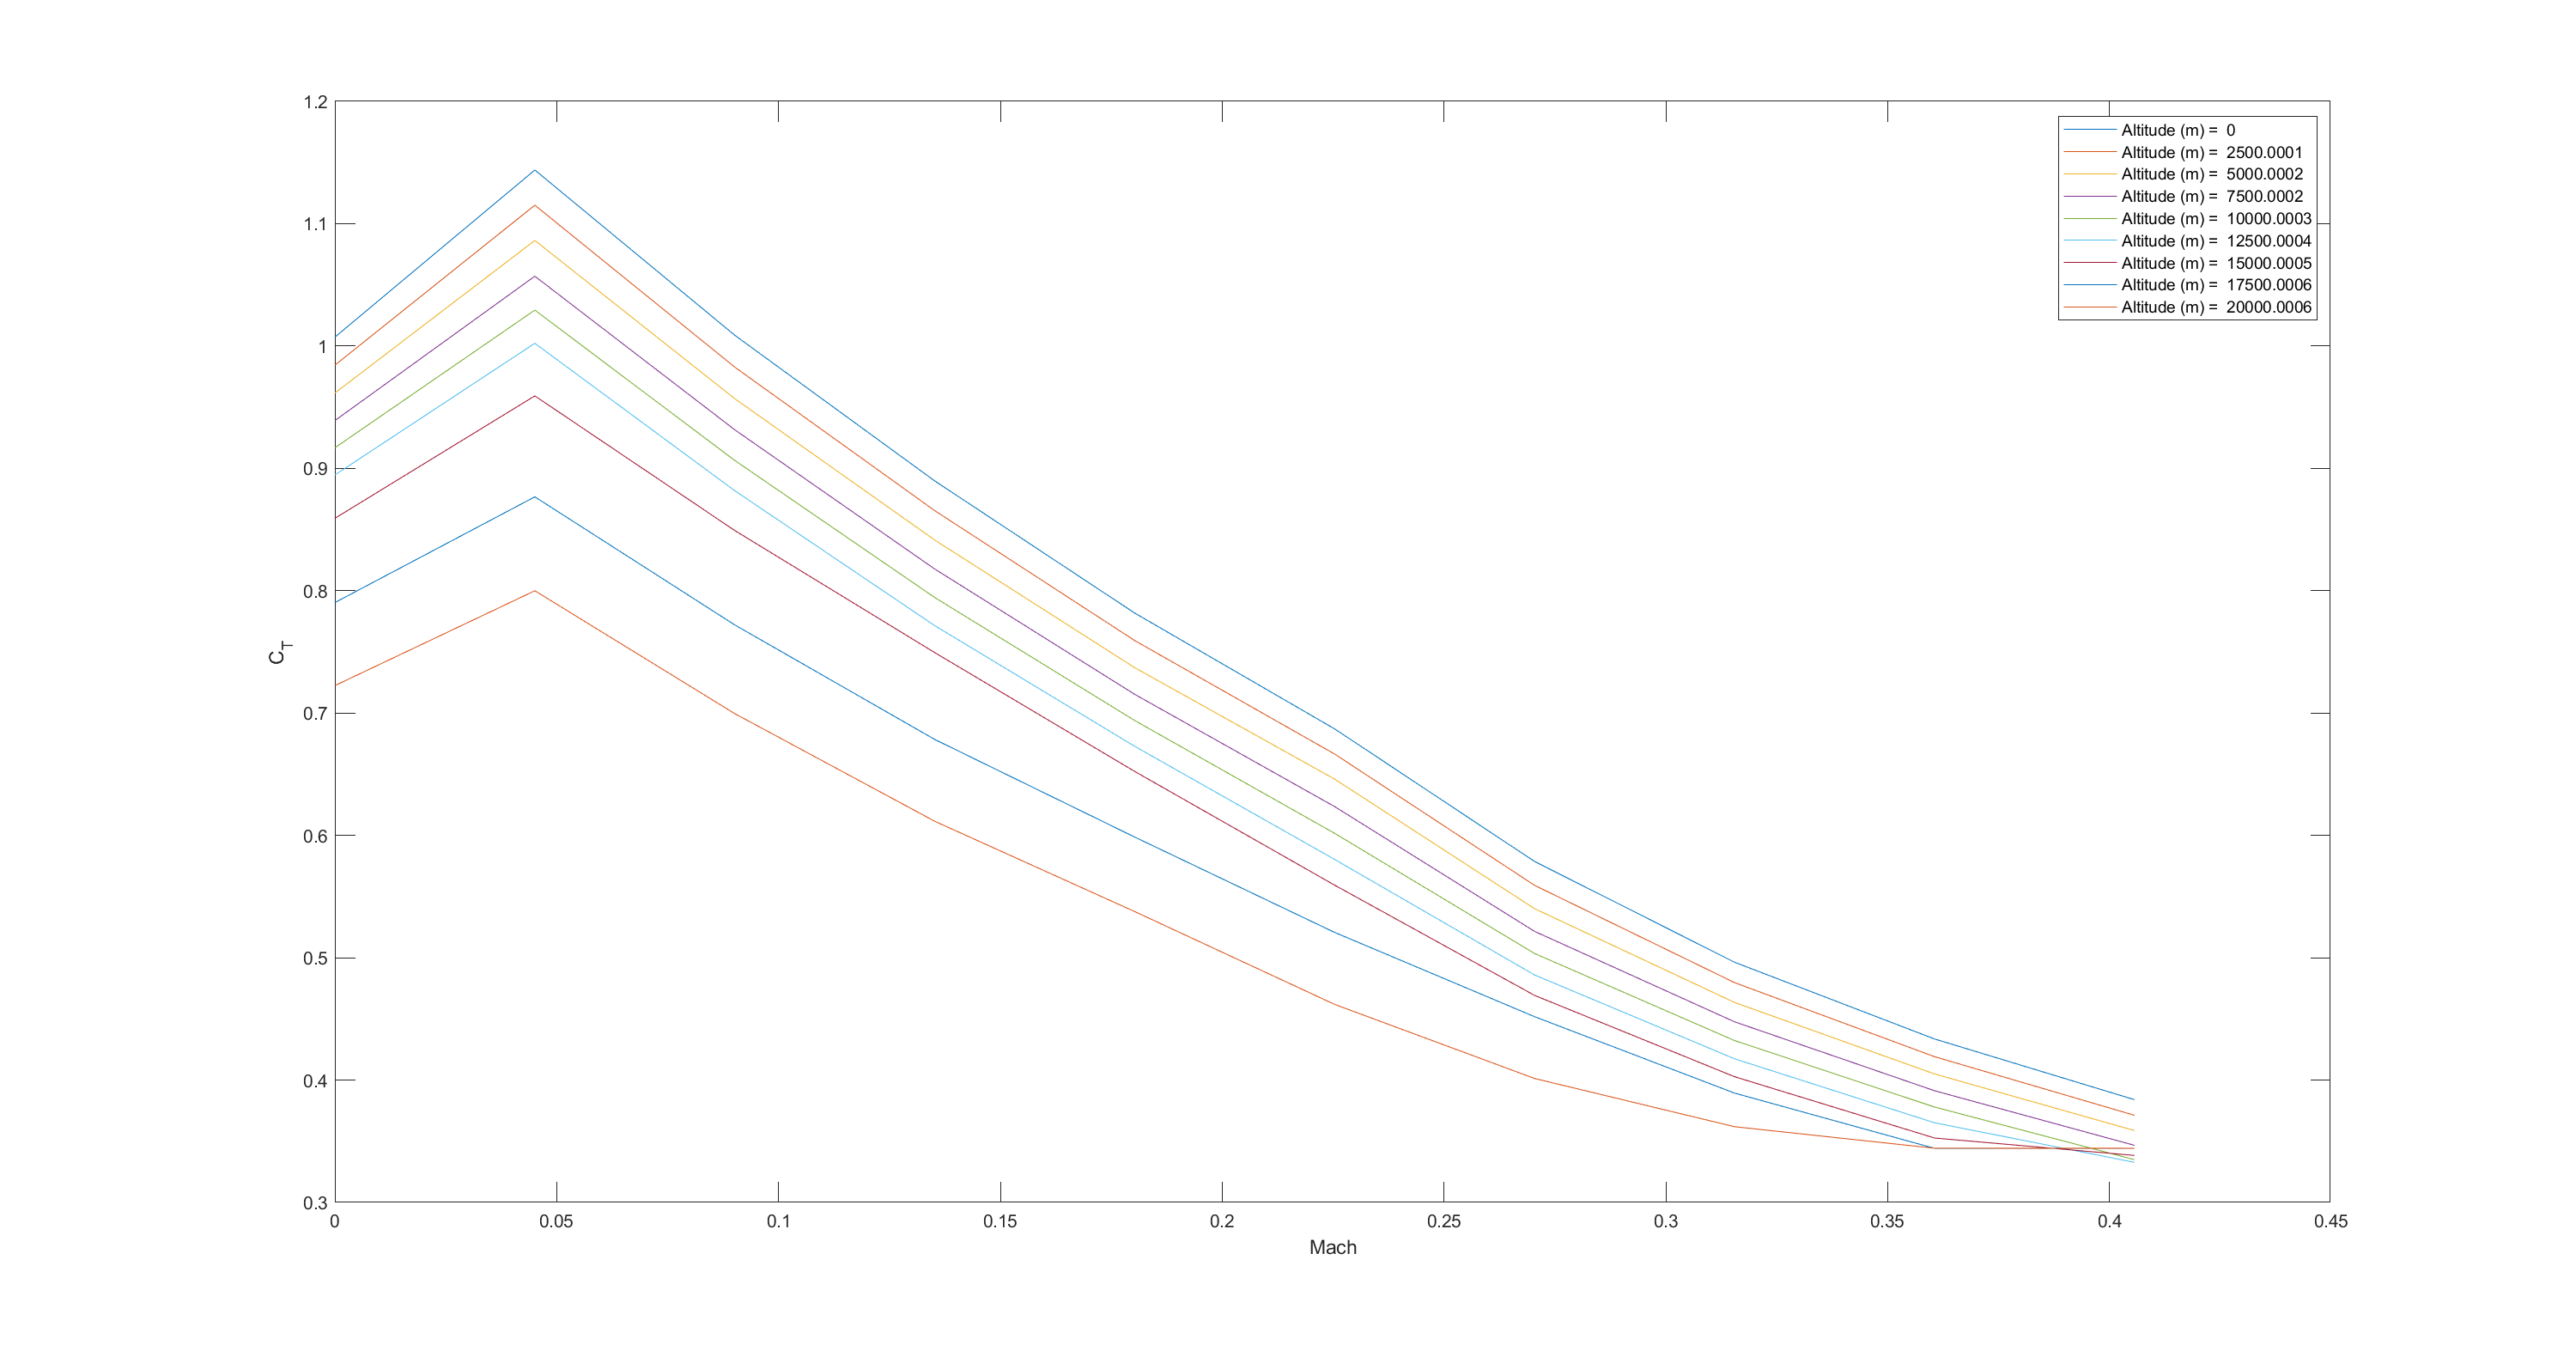 1.2
1.1
1
0.9
0.8
0.7
0.6
0.5
0.4
0.3
C_T
Altitude (m) = 0
Altitude (m) = 2500.0001
Altitude (m) = 5000.0002
Altitude (m) = 7500.0002
Altitude (m) = 10000.0003
Altitude (m) = 12500.0004
Altitude (m) = 15000.0005
Altitude (m) = 17500.0006
Altitude (m) = 20000.0006
0 0.05 0.1 0.15 0.2 0.25 0.3 0.35 0.4 0.45
Mach